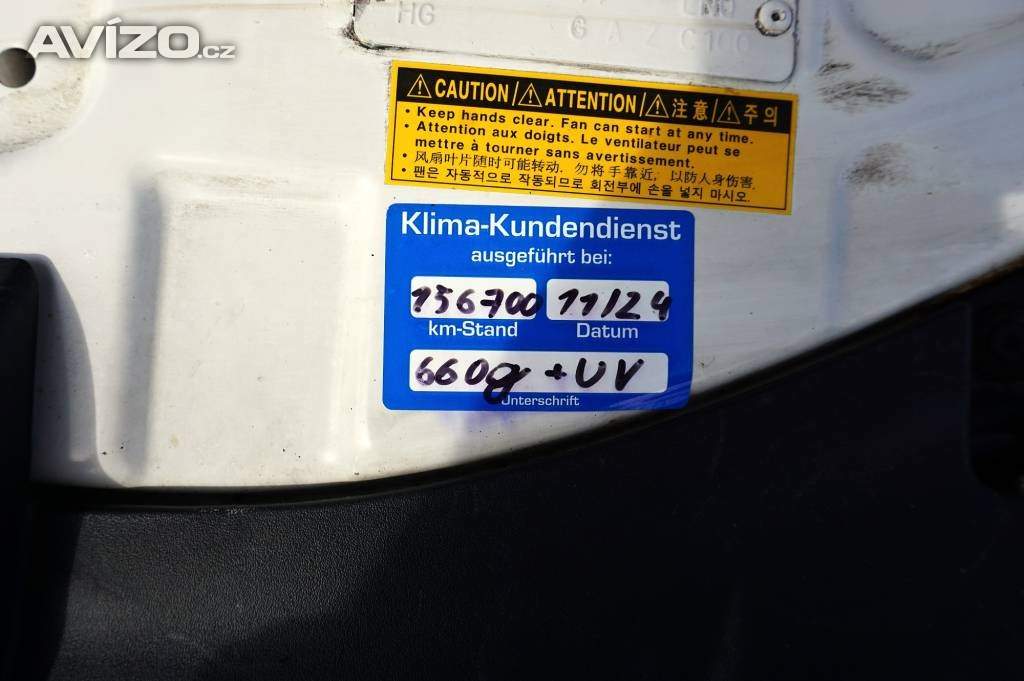 AVÍZO.cz
HG
G A Z C10C
CAUTION/ ATTENTION/ 注意/ 주의
• Keep hands clear. Fan can start at any time.
• Attention aux doigts. Le ventilateur peut se
mettre à tourner sans avertissement.
• 风扇叶片随时可能转动, 勿将手靠近, 以防人身伤害.
• 팬은 자동적으로 작동되므로 회전부에 손을 넣지 마시오.
Klima-Kundendienst
ausgeführt bei:
156700 11/24
km-Stand Datum
660g + UV
Unterschrift